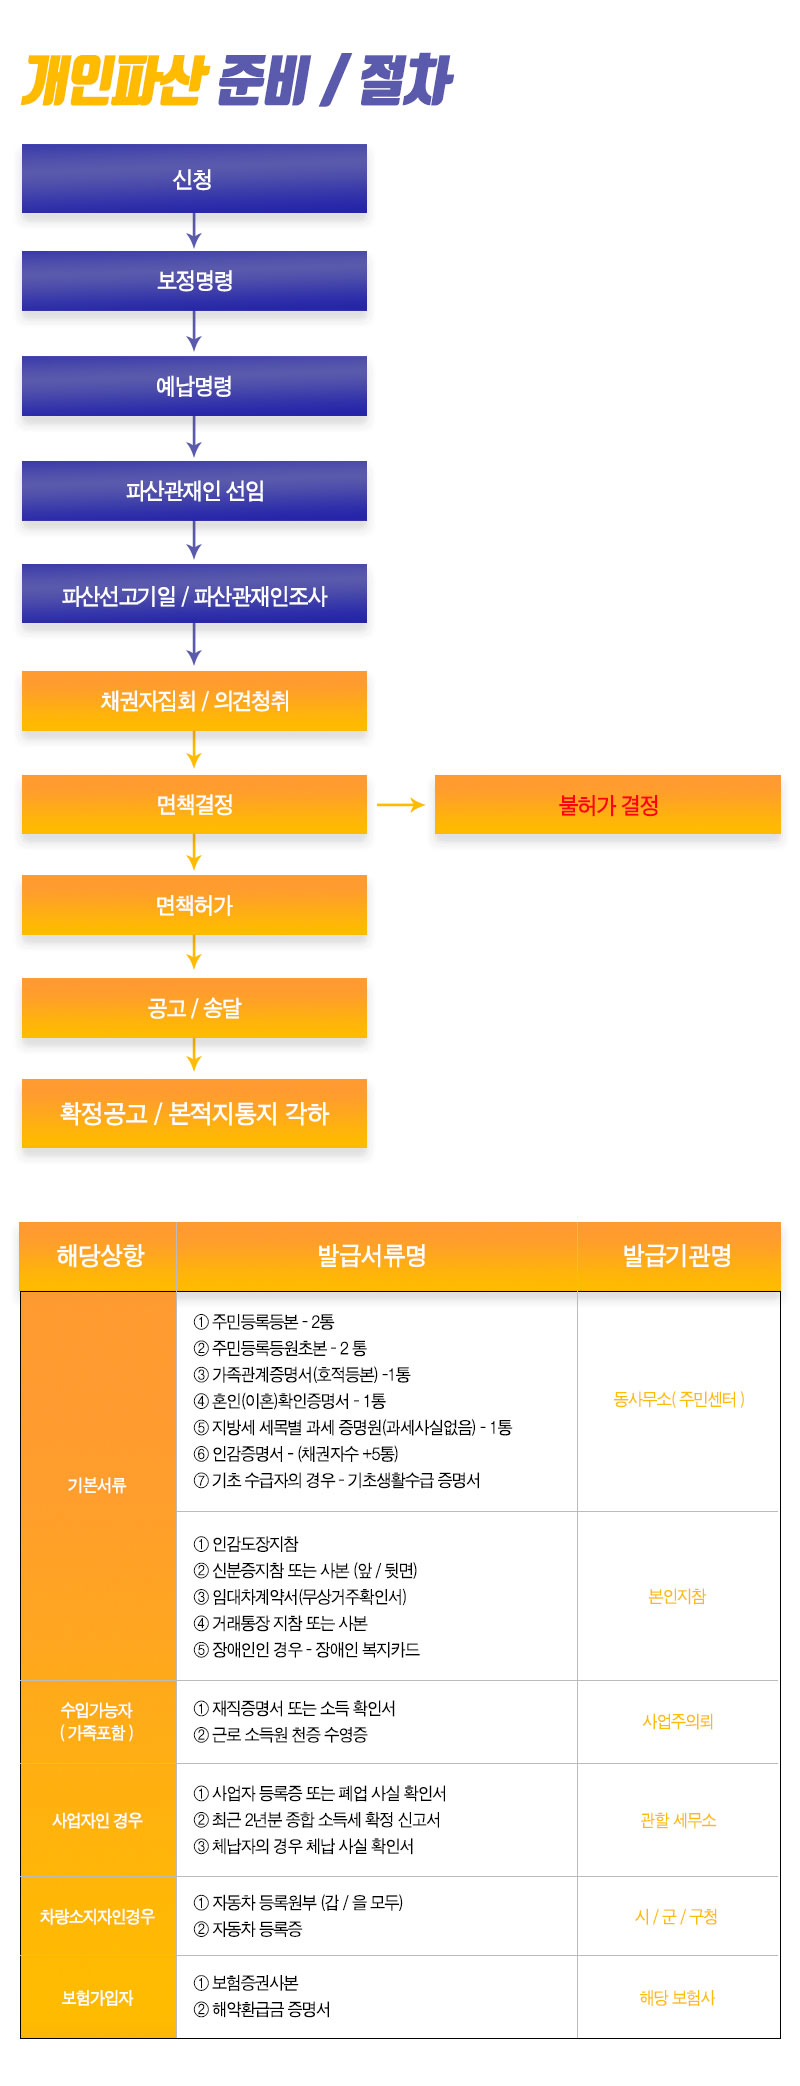 개인파산 준비 / 절차
신청
보정명령
예납명령
파산관재인 선임
파산선고기일 / 파산관재인조사
채권자집회 / 의견청취
면책결정
불허가 결정
면책허가
공고 / 송달
확정공고 / 본적지통지 각하
해당상항 발급서류명 발급기관명
기본서류
① 주민등록등본 - 2통
② 주민등록등원초본 - 2 통
③ 가족관계증명서(호적등본) -1통
④ 혼인(이혼)확인증명서 - 1통
⑤ 지방세 세목별 과세 증명원(과세사실없음) - 1통
⑥ 인감증명서 - (채권자수 +5통)
⑦ 기초 수급자의 경우 - 기초생활수급 증명서
동사무소( 주민센터 )
① 인감도장지참
② 신분증지참 또는 사본 (앞 / 뒷면)
③ 임대차계약서(무상거주확인서)
④ 거래통장 지참 또는 사본
⑤ 장애인인 경우 - 장애인 복지카드
본인지참
수입가능자
( 가족포함 )
① 재직증명서 또는 소득 확인서
② 근로 소득원 천증 수영증
사업주의뢰
사업자인 경우
① 사업자 등록증 또는 폐업 사실 확인서
② 최근 2년분 종합 소득세 확정 신고서
③ 체납자의 경우 체납 사실 확인서
관할 세무소
차량소지자인경우
① 자동차 등록원부 (갑 / 을 모두)
② 자동차 등록증
시 / 군 / 구청
보험가입자
① 보험증권사본
② 해약환급금 증명서
해당 보험사